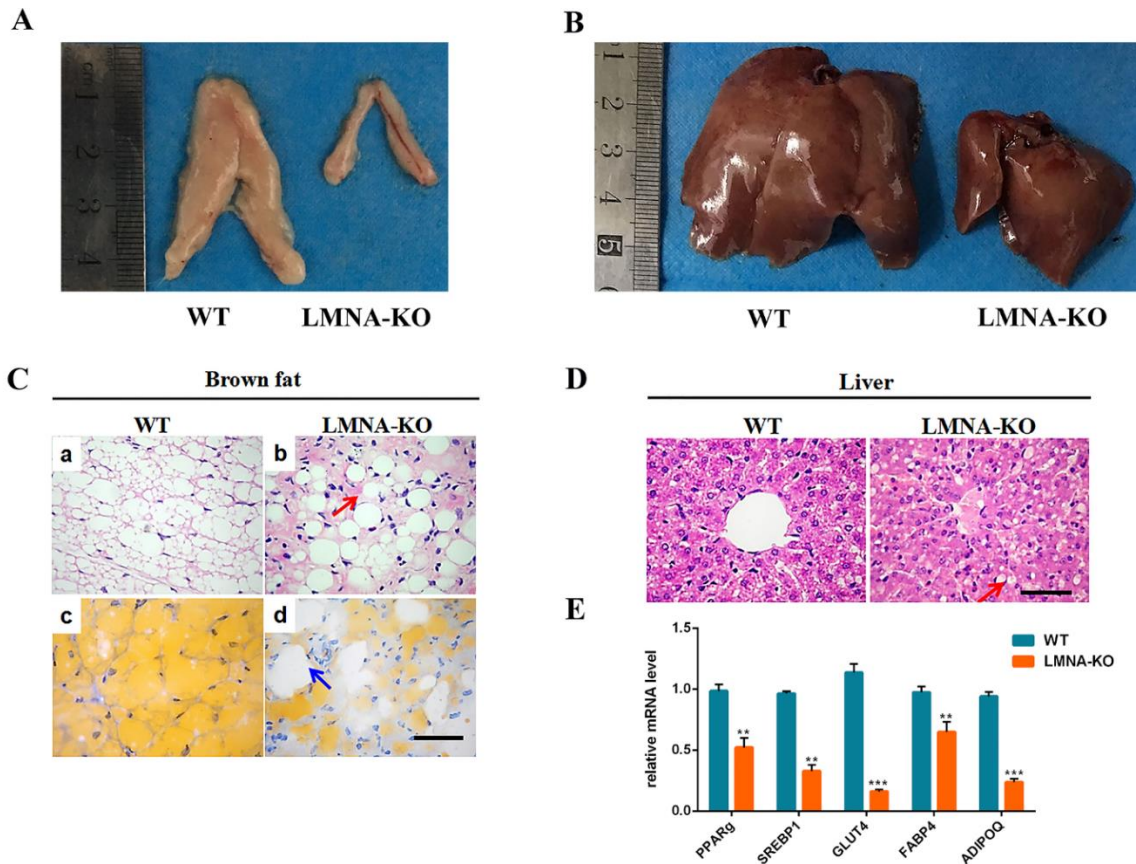 A
cm
1
2
3
4
WT
LMNA-KO
B
1
2
3
4
5
WT
LMNA-KO
C
Brown fat
WT
LMNA-KO
a
b
c
d
D
Liver
WT
LMNA-KO
E
relative mRNA level
1.5
1.0
0.5
0.0
WT
LMNA-KO
**
**
***
**
***
PPARg
SREBP1
GLUT4
FABP4
ADIPOQ